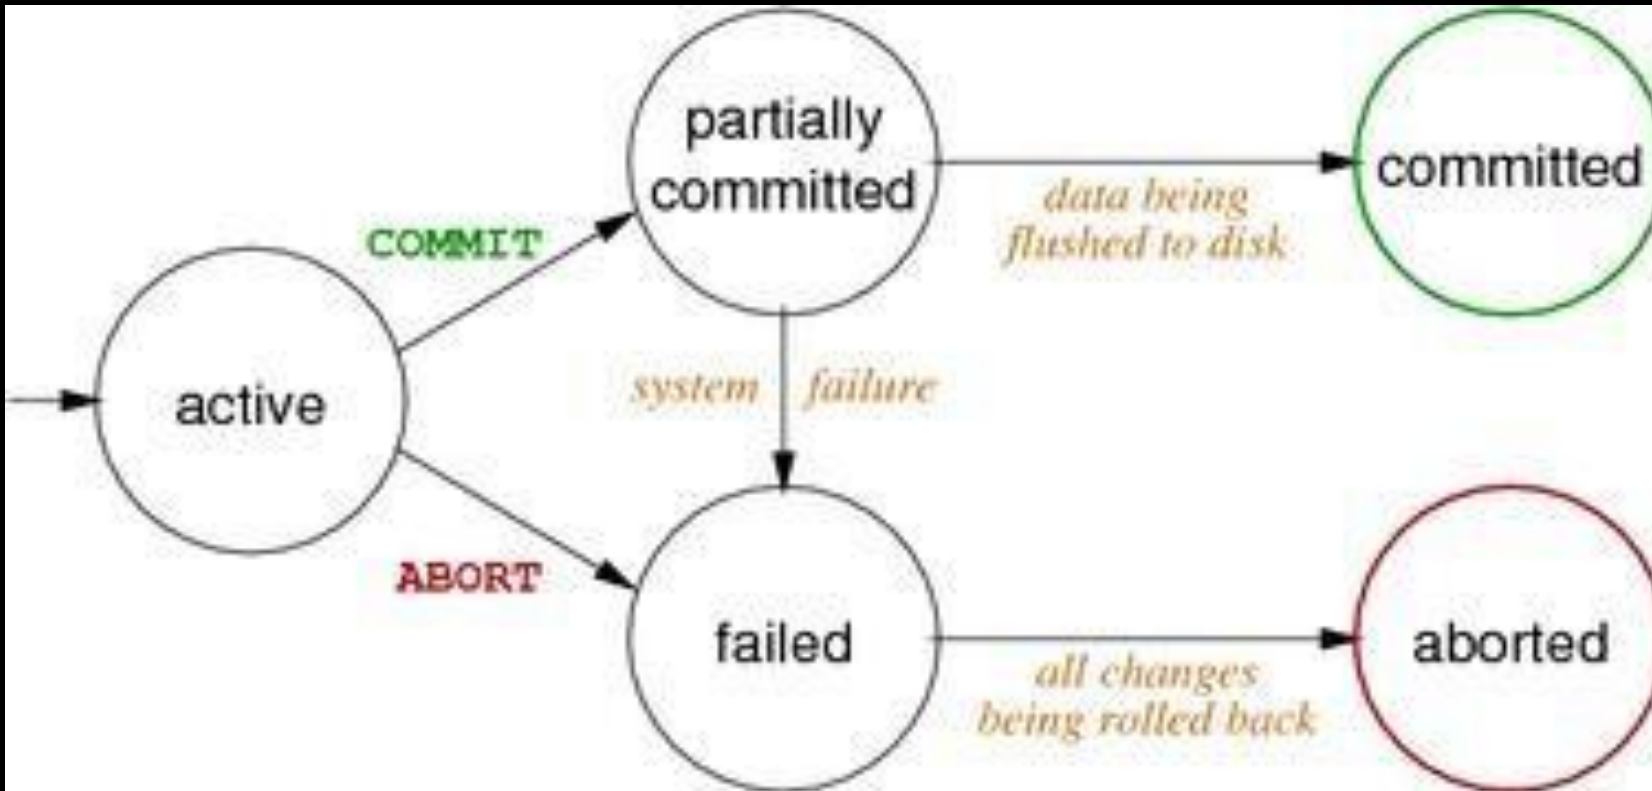 partially
committed
committed
data being
flushed to disk
COMMIT
active
system failure
ABORT
failed
aborted
all changes
being rolled back